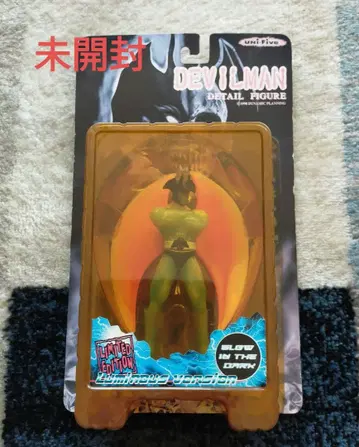 未開封
uni Five
DEVILMAN
DETAIL FIGURE
LIMITED
EDITION
GLOW
IN THE
DARK
Luminous version